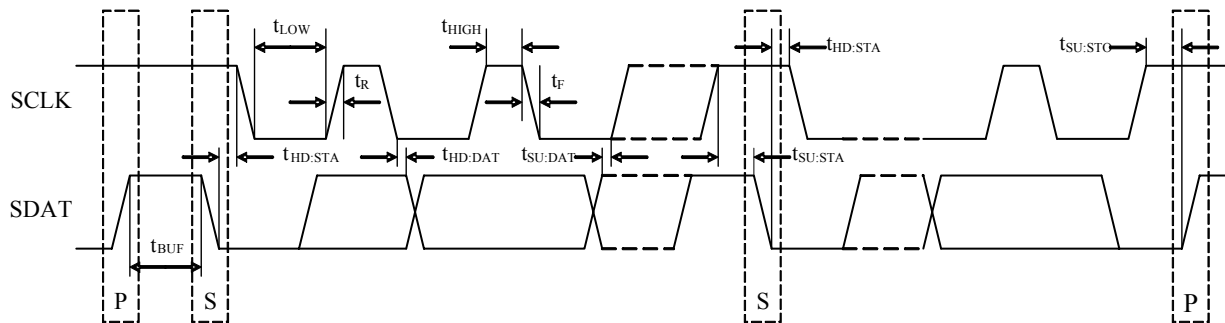 tLOW
tHIGH
tHD:STA
tSU:STO
SCLK
tR
tF
tHD:STA
tHD:DAT
tSU:DAT
tSU:STA
SDAT
tBUF
P
S
S
P